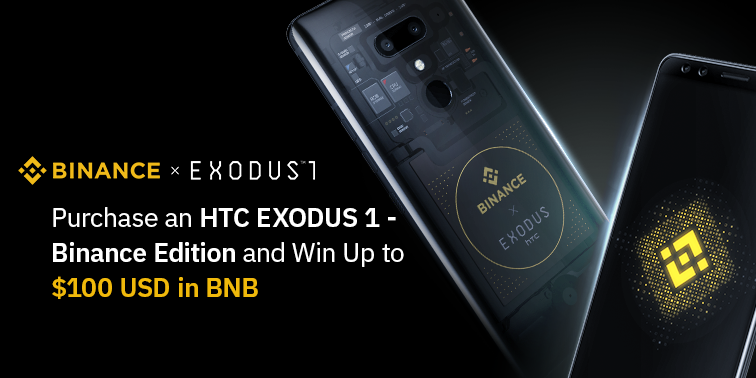 BINANCE × EXODUS 1™
Purchase an HTC EXODUS 1 -
Binance Edition and Win Up to
$100 USD in BNB
BINANCE
×
EXODUS
htc